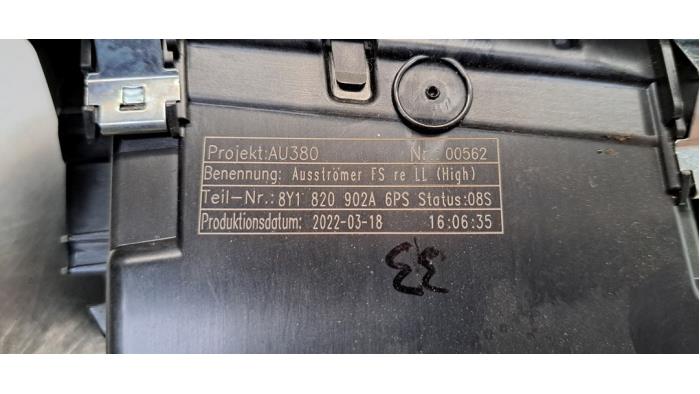 Projekt:AU380 Nr.: 00562
Benennung: Ausströmer FS re LL (High)
Teil-Nr.: 8Y1 820 902A 6PS Status:08S
Produktionsdatum: 2022-03-18 16:06:35
33